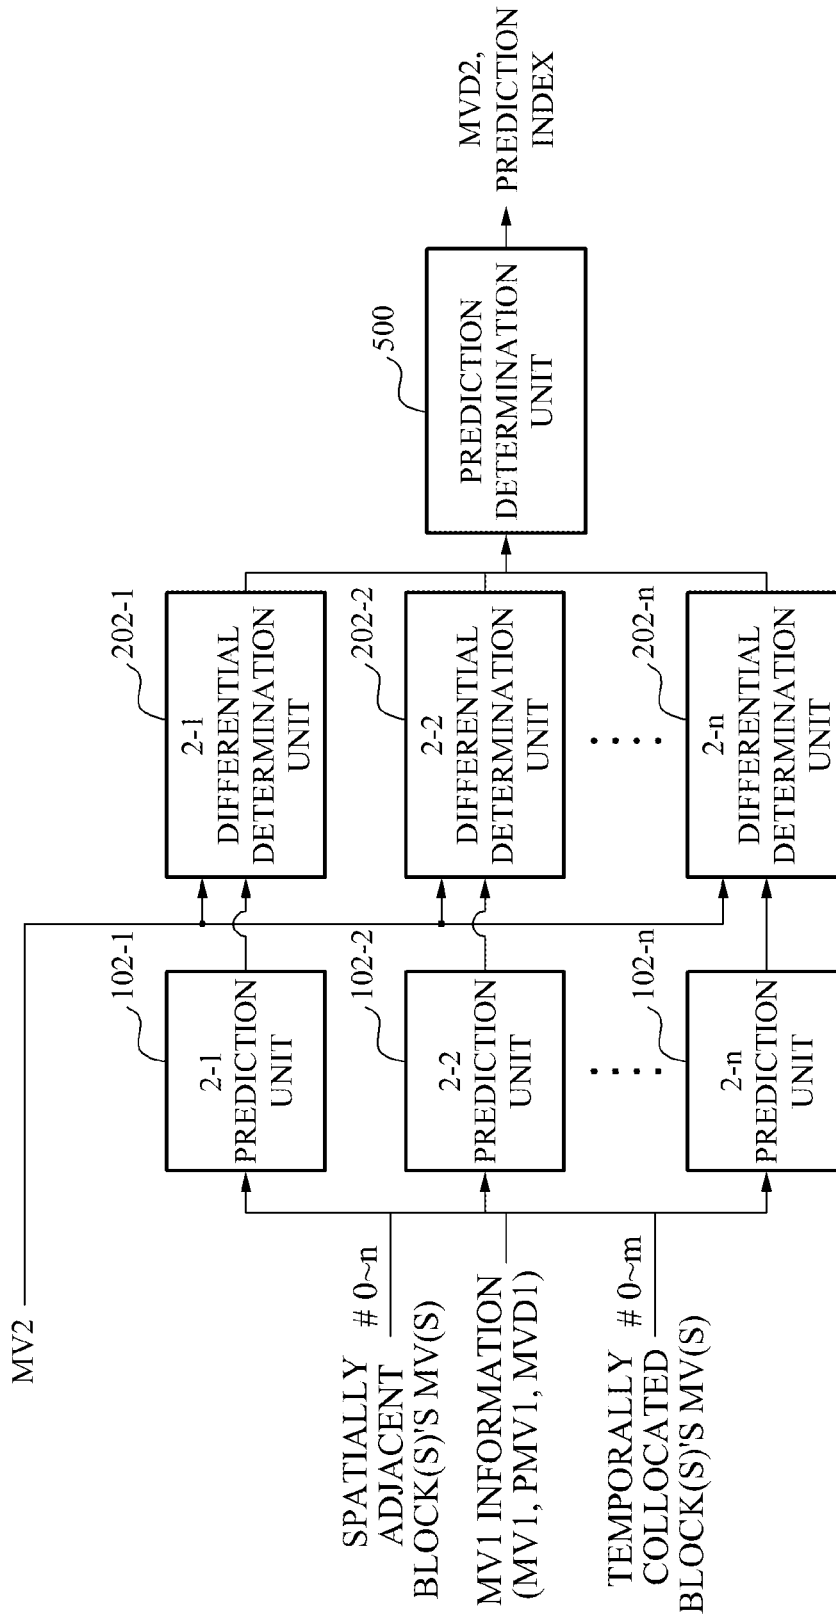 MV2
SPATIALLY
ADJACENT
BLOCK(S)'S MV(S)
# 0~n
MV1 INFORMATION
(MV1, PMV1, MVD1)
TEMPORALLY
COLLOCATED
BLOCK(S)'S MV(S)
# 0~m
102-1
2-1
PREDICTION
UNIT
102-2
2-2
PREDICTION
UNIT
102-n
2-n
PREDICTION
UNIT
202-1
2-1
DIFFERENTIAL
DETERMINATION
UNIT
202-2
2-2
DIFFERENTIAL
DETERMINATION
UNIT
202-n
2-n
DIFFERENTIAL
DETERMINATION
UNIT
500
PREDICTION
DETERMINATION
UNIT
MVD2,
PREDICTION
INDEX